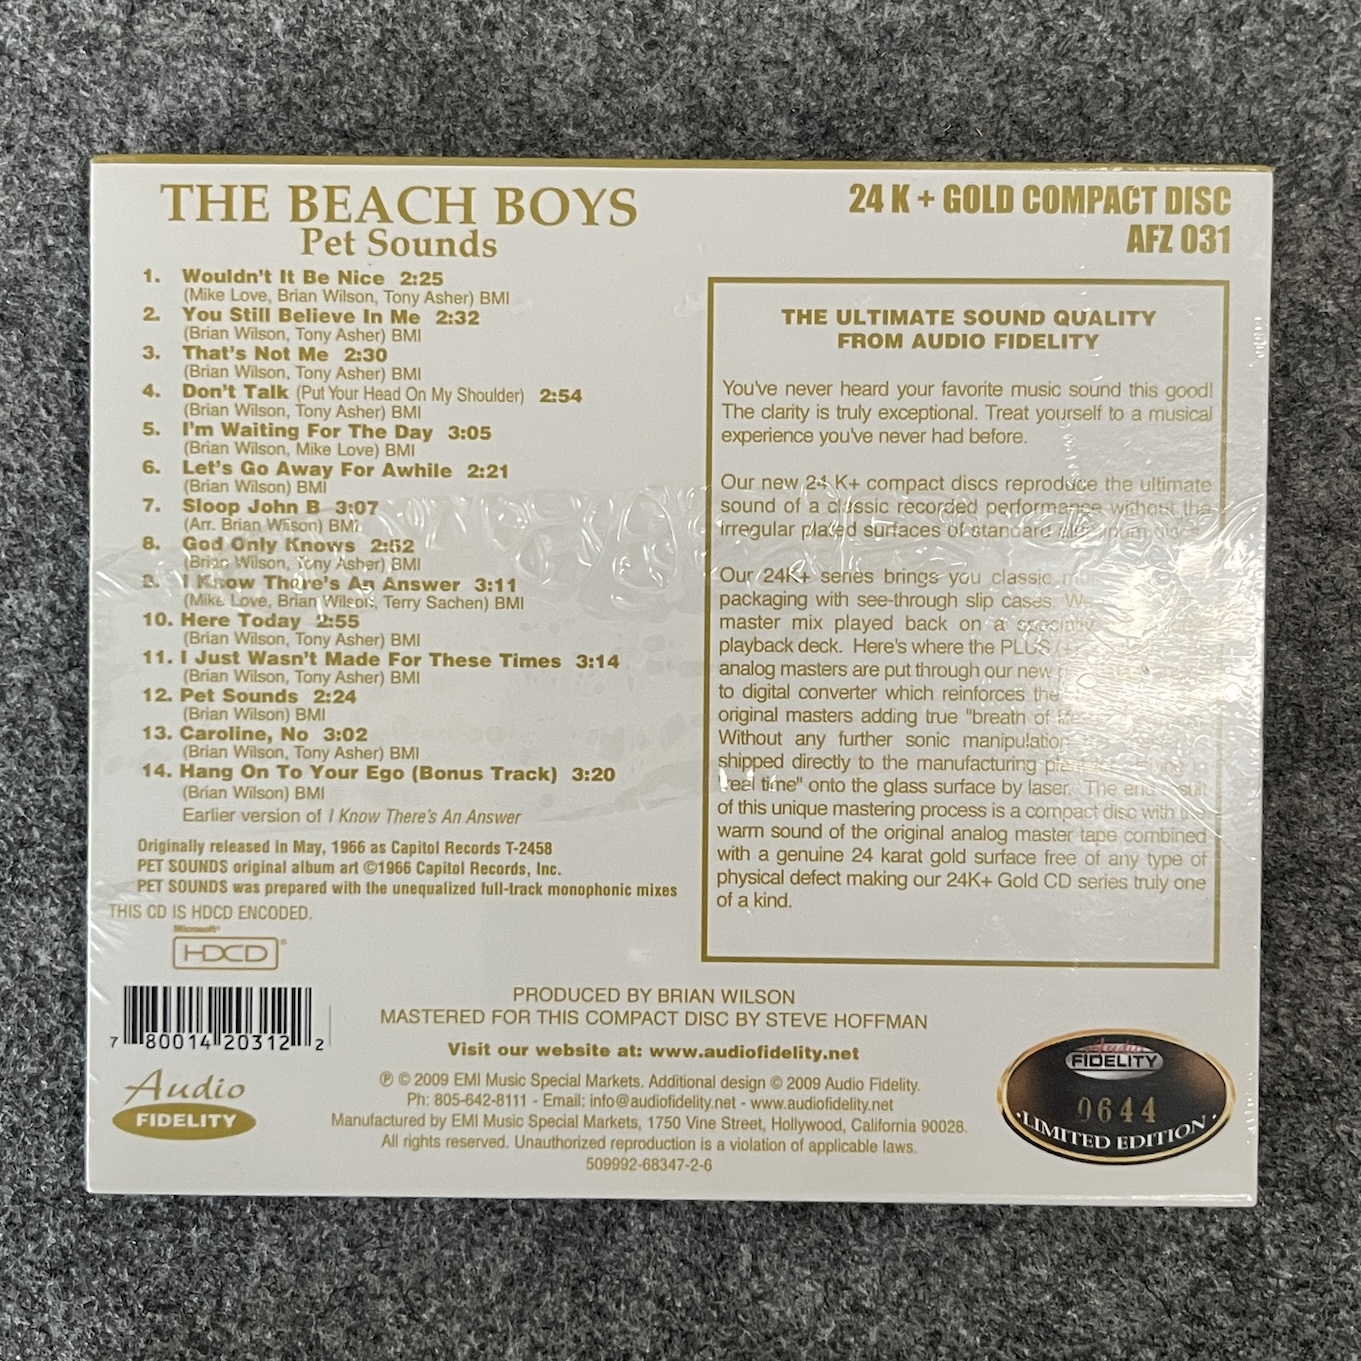 THE BEACH BOYS
Pet Sounds
1. Wouldn't It Be Nice 2:25
(Mike Love, Brian Wilson, Tony Asher) BMI
2. You Still Believe In Me 2:32
(Brian Wilson, Tony Asher) BMI
3. That's Not Me 2:30
(Brian Wilson, Tony Asher) BMI
4. Don't Talk (Put Your Head On My Shoulder) 2:54
(Brian Wilson, Tony Asher) BMI
5. I'm Waiting For The Day 3:05
(Brian Wilson, Mike Love) BMI
6. Let's Go Away For Awhile 2:21
(Brian Wilson) BMI
7. Sloop John B 3:07
(Arr. Brian Wilson) BMI
8. God Only Knows 2:52
(Brian Wilson, Tony Asher) BMI
9. I Know There's An Answer 3:11
(Mike Love, Brian Wilson, Terry Sachen) BMI
10. Here Today 2:55
(Brian Wilson, Tony Asher) BMI
11. I Just Wasn't Made For These Times 3:14
(Brian Wilson, Tony Asher) BMI
12. Pet Sounds 2:24
(Brian Wilson) BMI
13. Caroline, No 3:02
(Brian Wilson, Tony Asher) BMI
14. Hang On To Your Ego (Bonus Track) 3:20
(Brian Wilson) BMI
Earlier version of I Know There's An Answer
Originally released in May, 1966 as Capitol Records T-2458
PET SOUNDS original album art ©1966 Capitol Records, Inc.
PET SOUNDS was prepared with the unequalized full-track monophonic mixes
THIS CD IS HDCD ENCODED.
Microsoft®
HDCD®
24 K + GOLD COMPACT DISC
AFZ 031
THE ULTIMATE SOUND QUALITY
FROM AUDIO FIDELITY
You've never heard your favorite music sound this good!
The clarity is truly exceptional. Treat yourself to a musical
experience you've never had before.
Our new 24 K+ compact discs reproduce the ultimate
sound of a classic recorded performance without the
irregular plated surfaces of standard
Our 24K+ series brings you classic
packaging with see-through slip cases.
master mix played back on a specially
playback deck. Here's where the PLUS
analog masters are put through our new
to digital converter which reinforces the
original masters adding true "breath of
Without any further sonic manipulation
shipped directly to the manufacturing
"real time" onto the glass surface by laser. The end result
of this unique mastering process is a compact disc with the
warm sound of the original analog master tape combined
with a genuine 24 karat gold surface free of any type of
physical defect making our 24K+ Gold CD series truly one
of a kind.
7 80014 20312 2
Audio
FIDELITY
PRODUCED BY BRIAN WILSON
MASTERED FOR THIS COMPACT DISC BY STEVE HOFFMAN
Visit our website at: www.audiofidelity.net
℗ © 2009 EMI Music Special Markets. Additional design © 2009 Audio Fidelity.
Ph: 805-642-8111 - Email: info@audiofidelity.net - www.audiofidelity.net
Manufactured by EMI Music Special Markets, 1750 Vine Street, Hollywood, California 90028.
All rights reserved. Unauthorized reproduction is a violation of applicable laws.
509992-68347-2-6
Audio
FIDELITY
0644
·LIMITED EDITION·